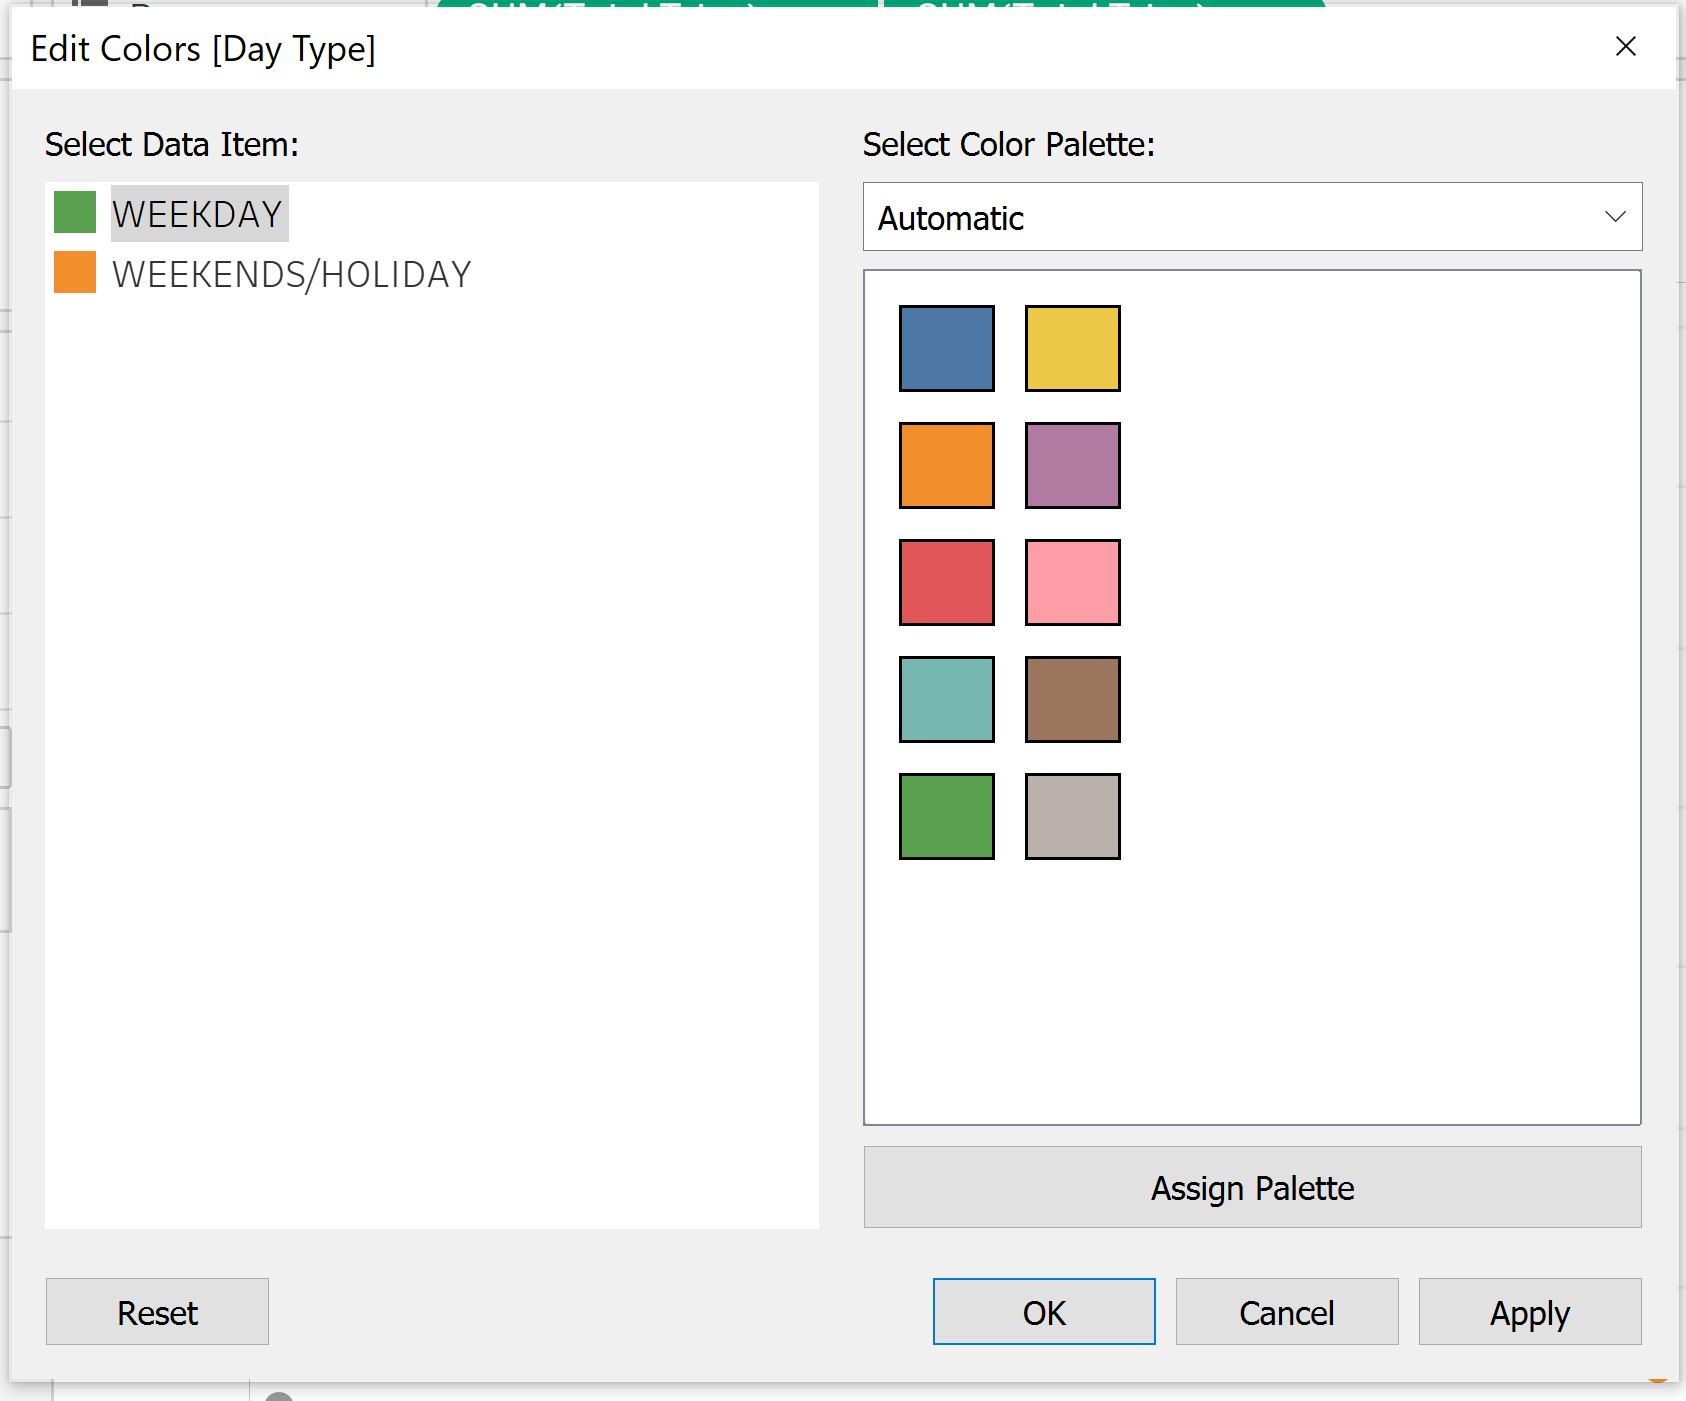 Edit Colors [Day Type]
Select Data Item:
WEEKDAY
WEEKENDS/HOLIDAY
Select Color Palette:
Automatic
Assign Palette
Reset
OK
Cancel
Apply